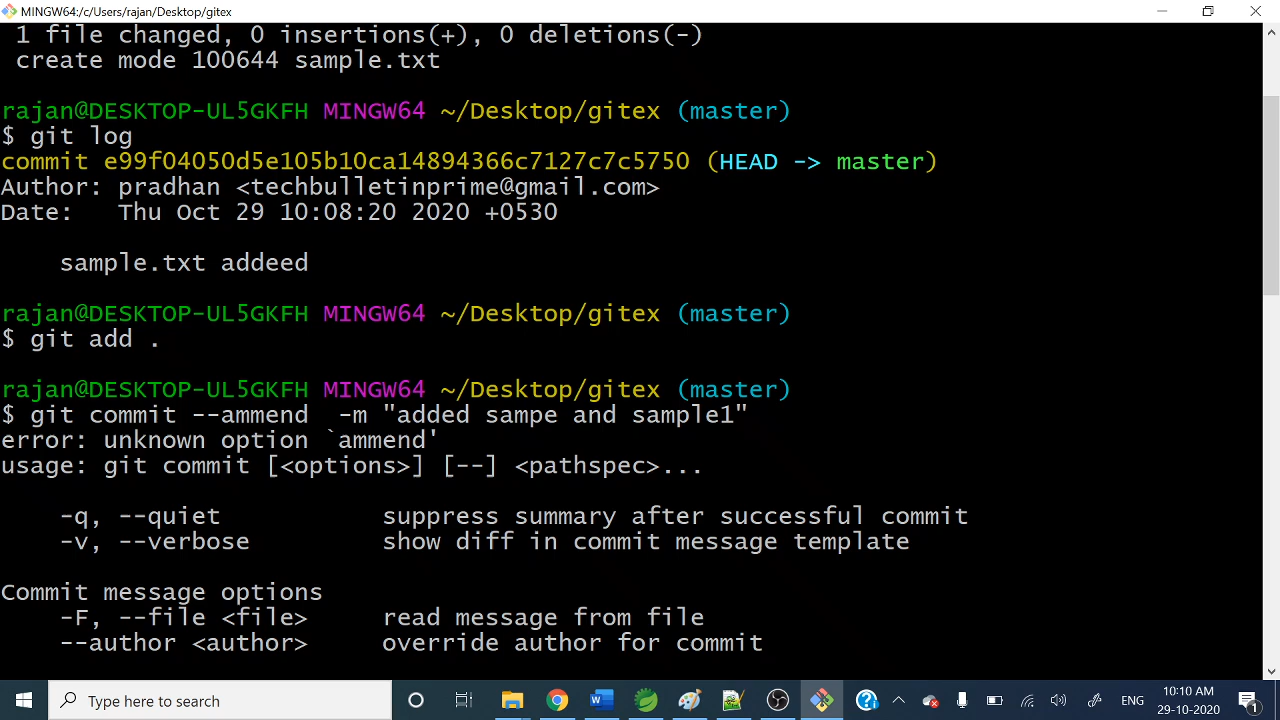 MINGW64:/c/Users/rajan/Desktop/gitex
1 file changed, 0 insertions(+), 0 deletions(-)
create mode 100644 sample.txt
rajan@DESKTOP-UL5GKFH MINGW64 ~/Desktop/gitex (master)
$ git log
commit e99f04050d5e105b10ca14894366c7127c7c5750 (HEAD -> master)
Author: pradhan <techbulletinprime@gmail.com>
Date:   Thu Oct 29 10:08:20 2020 +0530
sample.txt addeed
rajan@DESKTOP-UL5GKFH MINGW64 ~/Desktop/gitex (master)
$ git add .
rajan@DESKTOP-UL5GKFH MINGW64 ~/Desktop/gitex (master)
$ git commit --ammend  -m "added sampe and sample1"
error: unknown option `ammend'
usage: git commit [<options>] [--] <pathspec>...
-q, --quiet           suppress summary after successful commit
-v, --verbose         show diff in commit message template
Commit message options
-F, --file <file>     read message from file
--author <author>     override author for commit
Type here to search
ENG
10:10 AM
29-10-2020
1